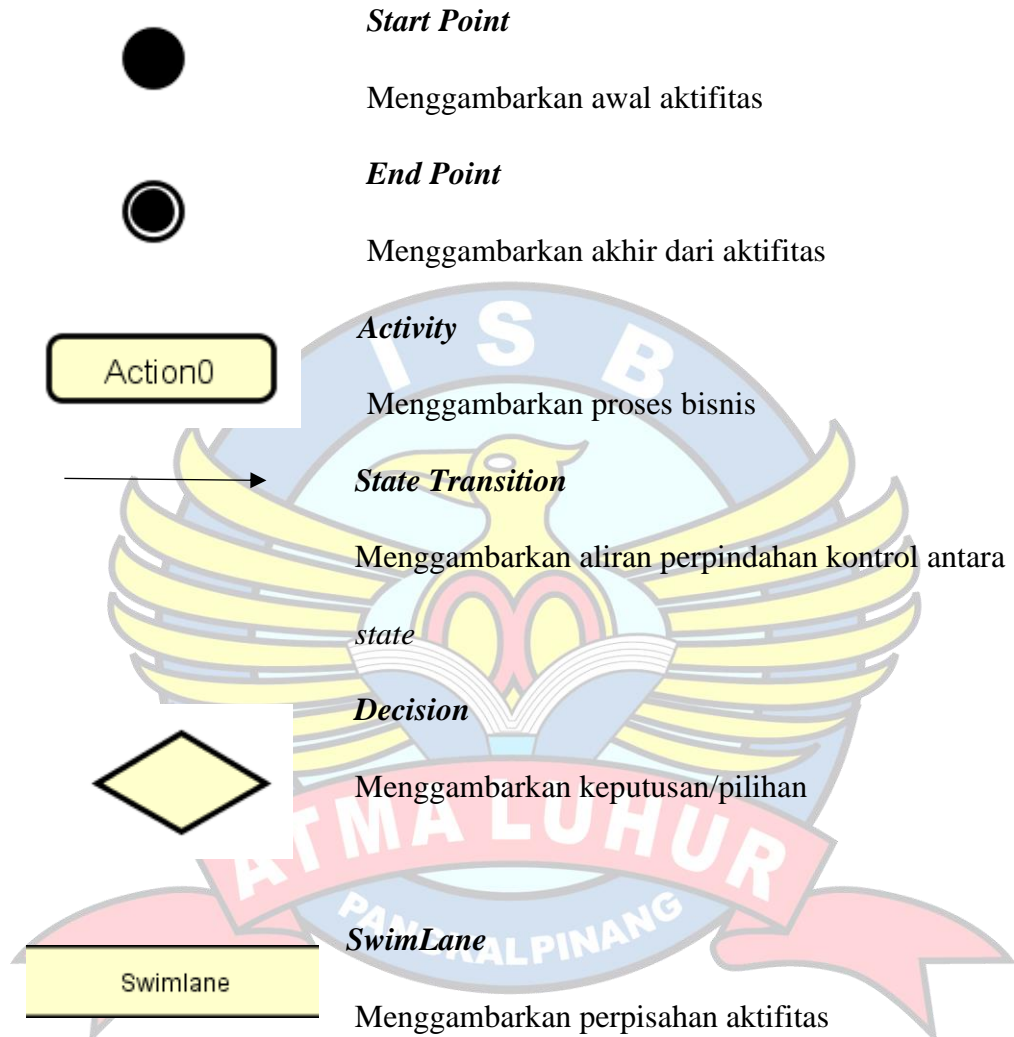 Start Point
Menggambarkan awal aktifitas
End Point
Menggambarkan akhir dari aktifitas
Activity
Action0
Menggambarkan proses bisnis
State Transition
Menggambarkan aliran perpindahan kontrol antara
state
Decision
Menggambarkan keputusan/pilihan
SwimLane
Swimlane
Menggambarkan perpisahan aktifitas
I S B
ATMA LUHUR
PANGKALPINANG